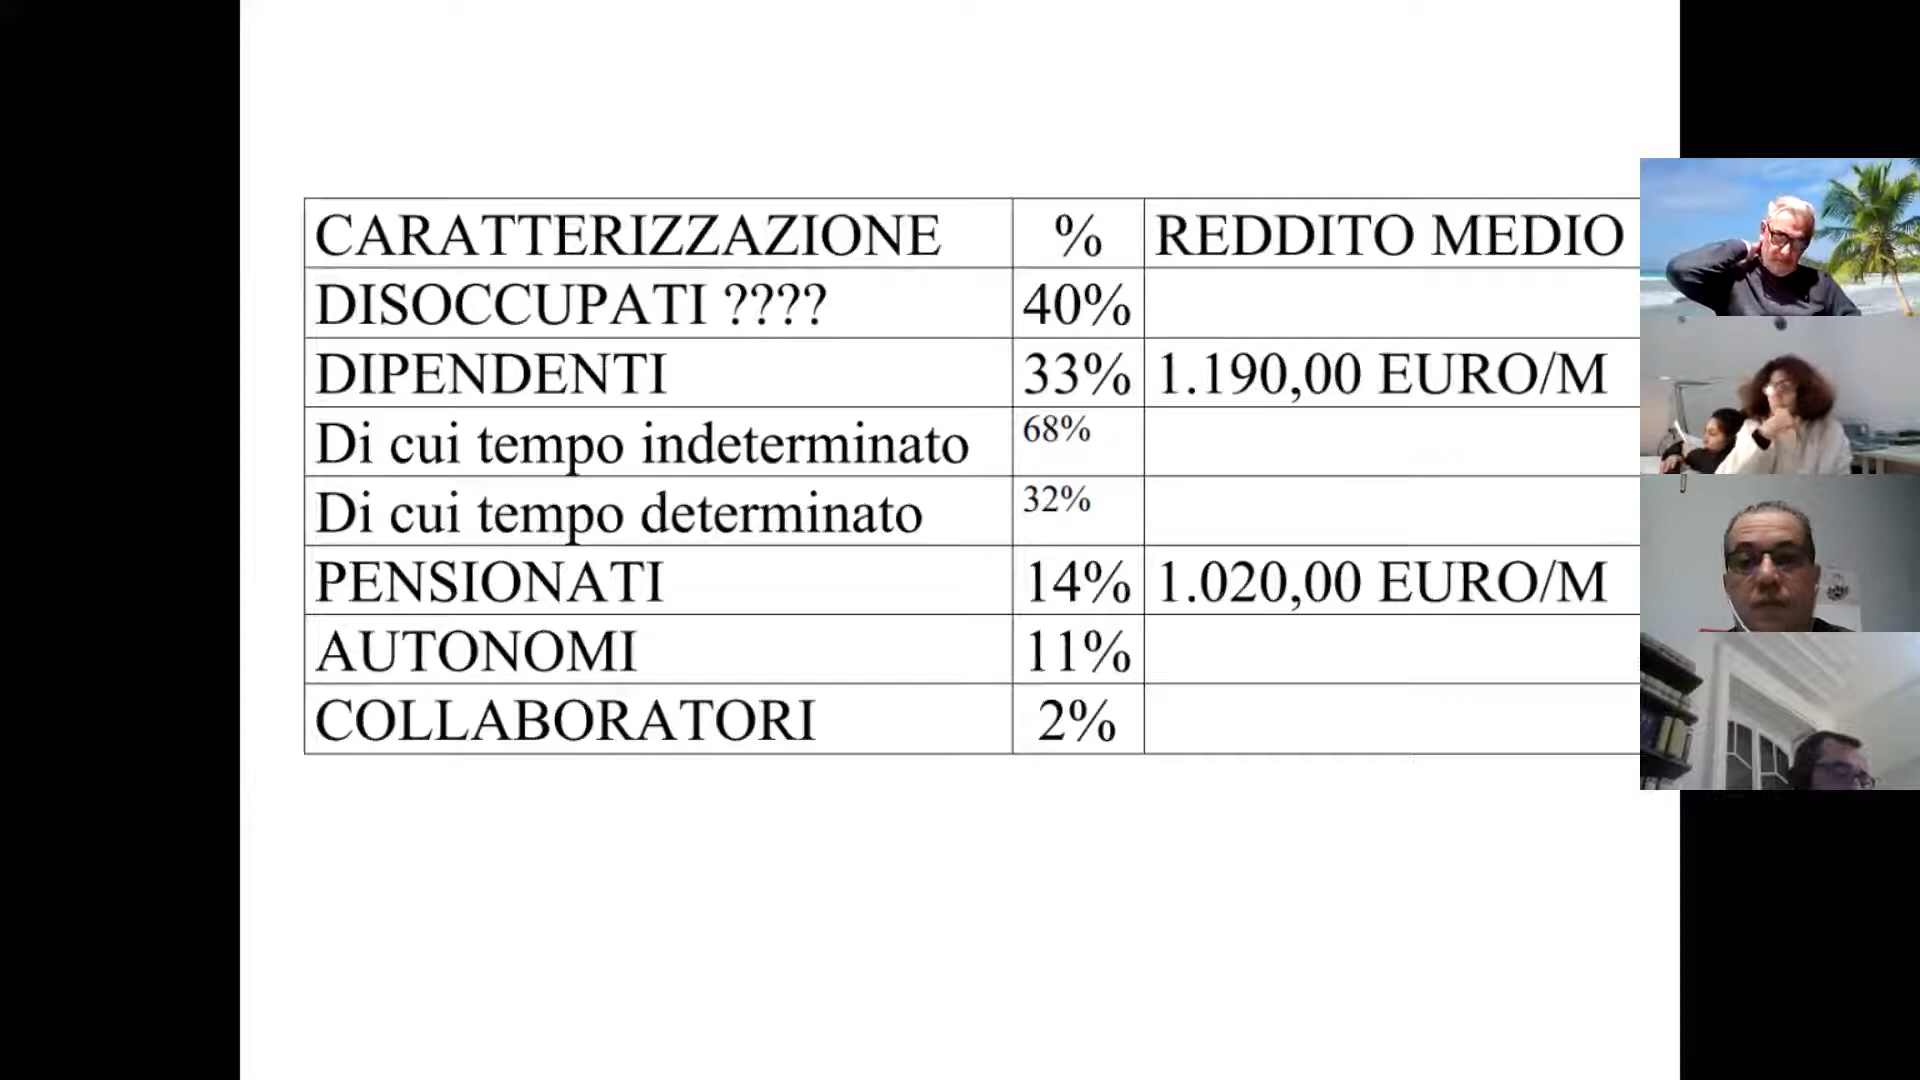 CARATTERIZZAZIONE % REDDITO MEDIO
DISOCCUPATI ???? 40%
DIPENDENTI 33% 1.190,00 EURO/M
Di cui tempo indeterminato 68%
Di cui tempo determinato 32%
PENSIONATI 14% 1.020,00 EURO/M
AUTONOMI 11%
COLLABORATORI 2%